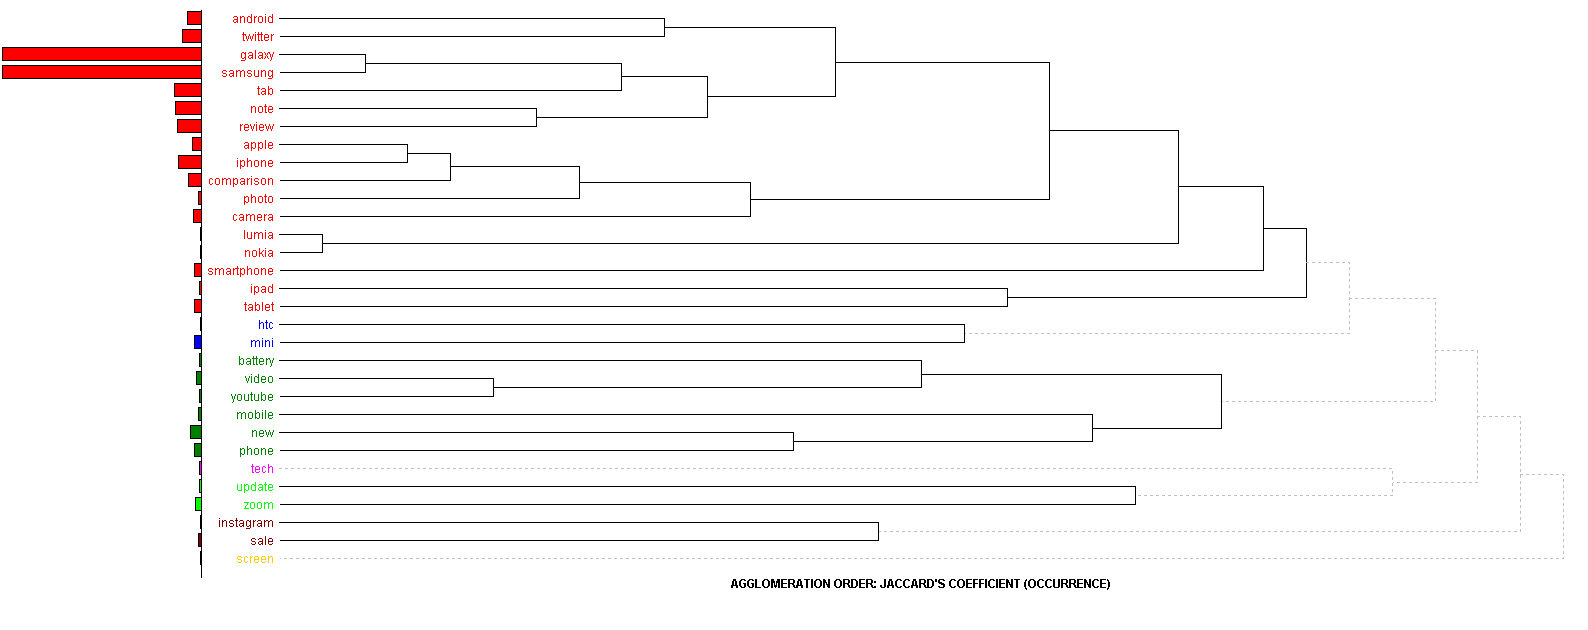 android
twitter
galaxy
samsung
tab
note
review
apple
iphone
comparison
photo
camera
lumia
nokia
smartphone
ipad
tablet
htc
mini
battery
video
youtube
mobile
new
phone
tech
update
zoom
instagram
sale
screen
AGGLOMERATION ORDER: JACCARD'S COEFFICIENT (OCCURRENCE)